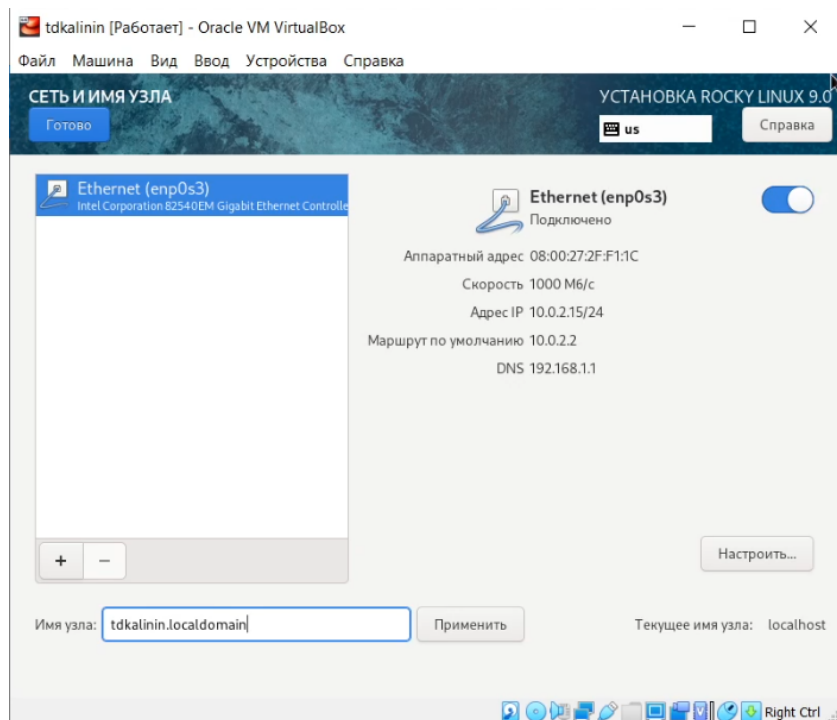 tdkalinin [Работает] - Oracle VM VirtualBox
Файл Машина Вид Ввод Устройства Справка
СЕТЬ И ИМЯ УЗЛА
УСТАНОВКА ROCKY LINUX 9.0
Готово
us
Справка
Ethernet (enp0s3)
Intel Corporation 82540EM Gigabit Ethernet Controlle
Ethernet (enp0s3)
Подключено
Аппаратный адрес 08:00:27:2F:F1:1C
Скорость 1000 Мб/с
Адрес IP 10.0.2.15/24
Маршрут по умолчанию 10.0.2.2
DNS 192.168.1.1
+ −
Настроить...
Имя узла: tdkalinin.localdomain Применить Текущее имя узла: localhost
Right Ctrl